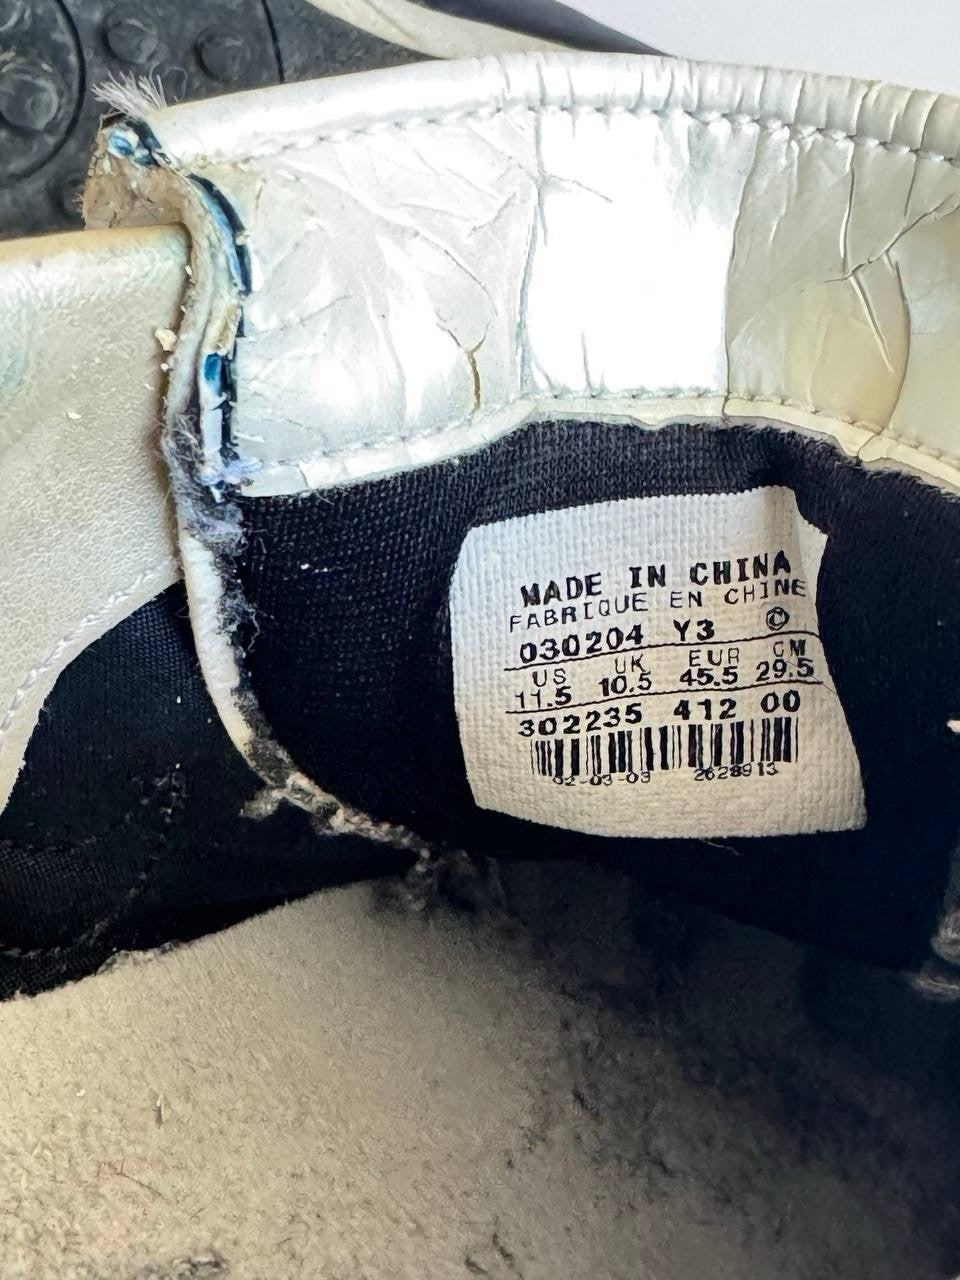 MADE IN CHINA
FABRIQUE EN CHINE
030204 Y3 ©
US UK EUR CM
11.5 10.5 45.5 29.5
302235 412 00
02-03-03 2628913